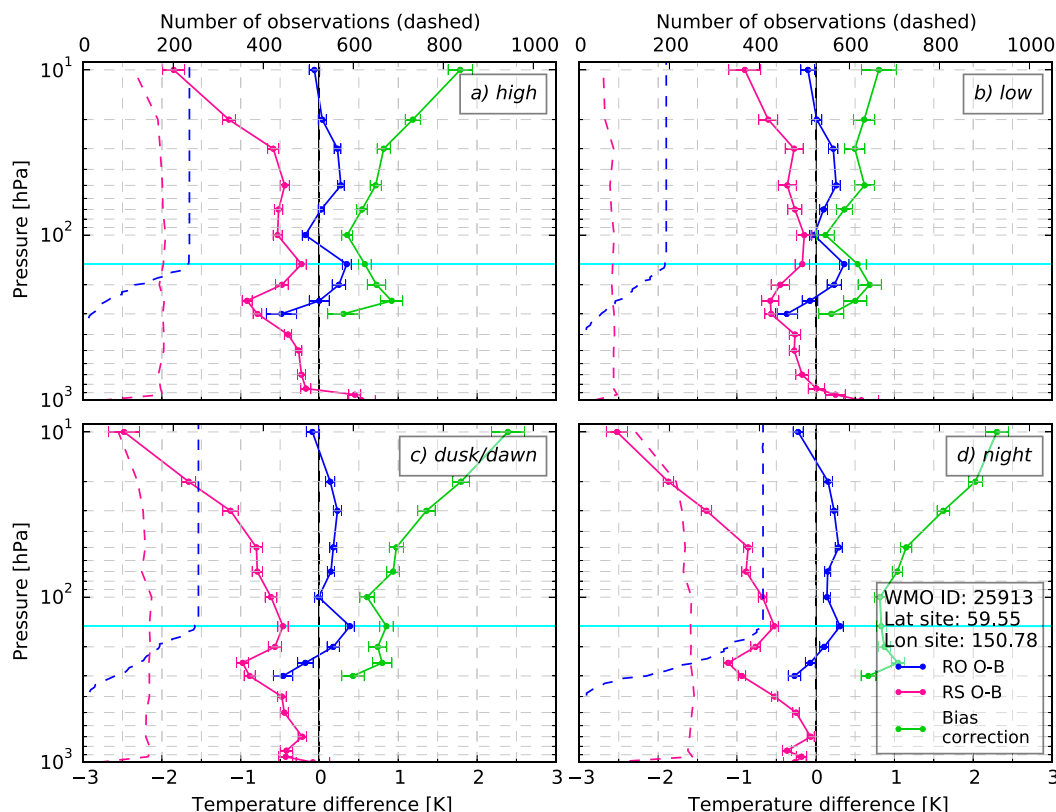 Number of observations (dashed) Number of observations (dashed)
0 200 400 600 800 1000 0 200 400 600 800 1000
10¹
a) high b) low
Pressure [hPa]
10²
10³
10¹
c) dusk/dawn d) night
Pressure [hPa]
10²
WMO ID: 25913
Lat site: 59.55
Lon site: 150.78
RO O-B
RS O-B
Bias
correction
10³
−3 −2 −1 0 1 2 3 −3 −2 −1 0 1 2 3
Temperature difference [K] Temperature difference [K]